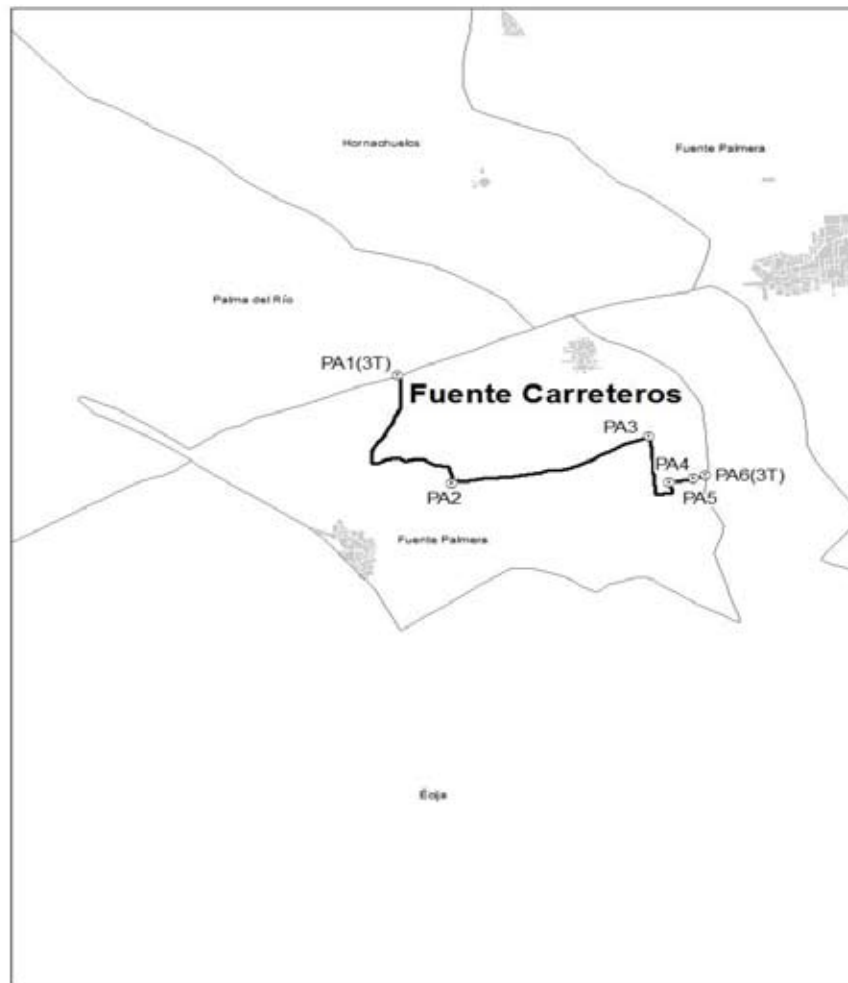 Hornachuelos
Fuente Palmera
Palma del Río
PA1(3T)
Fuente Carreteros
PA3
PA4
PA6(3T)
PA2
PA5
Fuente Palmera
Écija